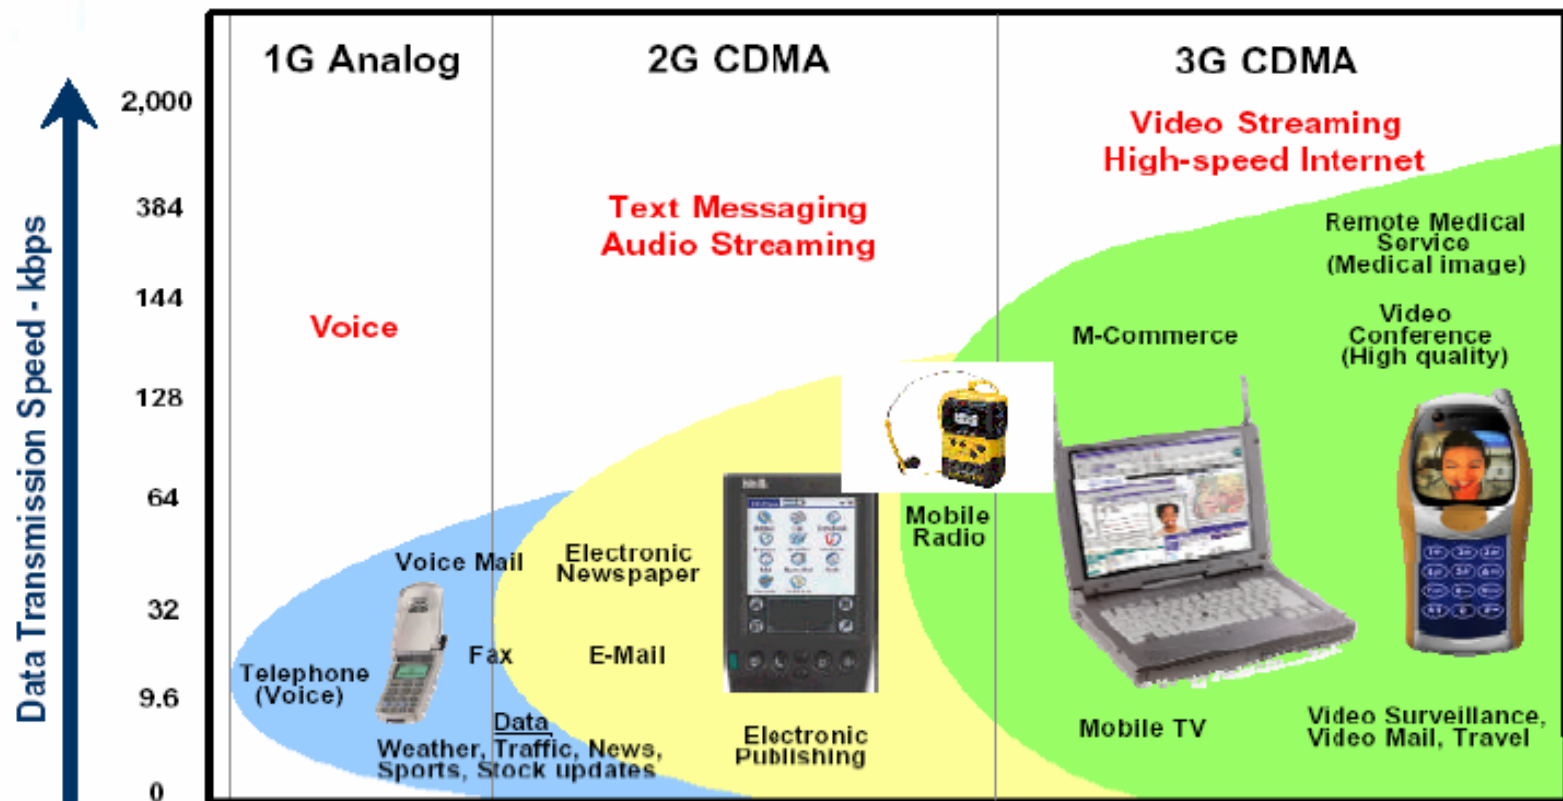 1G Analog
2G CDMA
3G CDMA
Data Transmission Speed - kbps
2,000
384
144
128
64
32
9.6
0
Voice
Text Messaging
Audio Streaming
Video Streaming
High-speed Internet
Voice Mail
Telephone
(Voice)
Fax
Data
Weather, Traffic, News,
Sports, Stock updates
Electronic
Newspaper
E-Mail
Electronic
Publishing
Mobile
Radio
M-Commerce
Remote Medical
Service
(Medical image)
Video
Conference
(High quality)
Mobile TV
Video Surveillance,
Video Mail, Travel